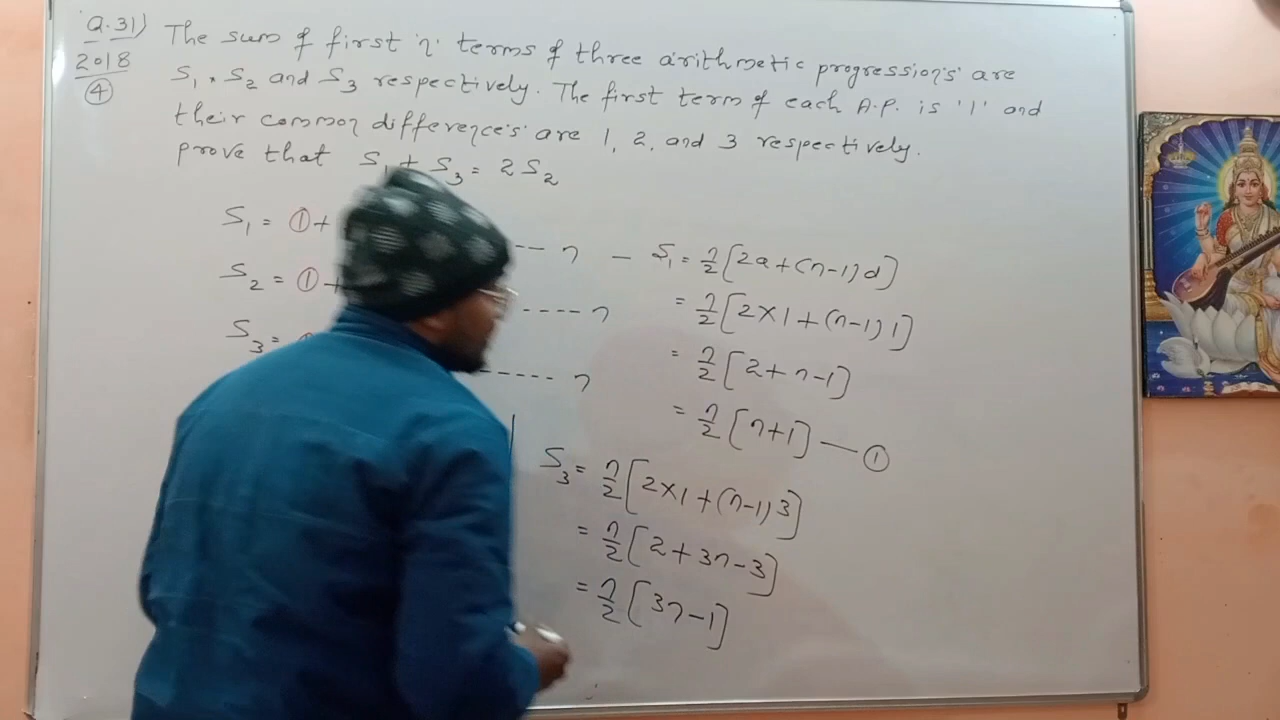 Q.31) The sum of first 'n' terms of three arithmetic progressions are
2018 S₁, S₂ and S₃ respectively. The first term of each A.P. is '1' and
④ their common differences are 1, 2, and 3 respectively.
prove that S₁ + S₃ = 2S₂
S₁ = ①+ ---- n – S₁ = n/2 [2a + (n-1)d]
S₂ = ①+ ---- n = n/2 [2×1 + (n-1)1]
S₃ = ----- n = n/2 [2 + n-1]
= n/2 [n+1] — ①
S₃ = n/2 [2×1 + (n-1)3]
= n/2 [2 + 3n-3]
= n/2 [3n-1]